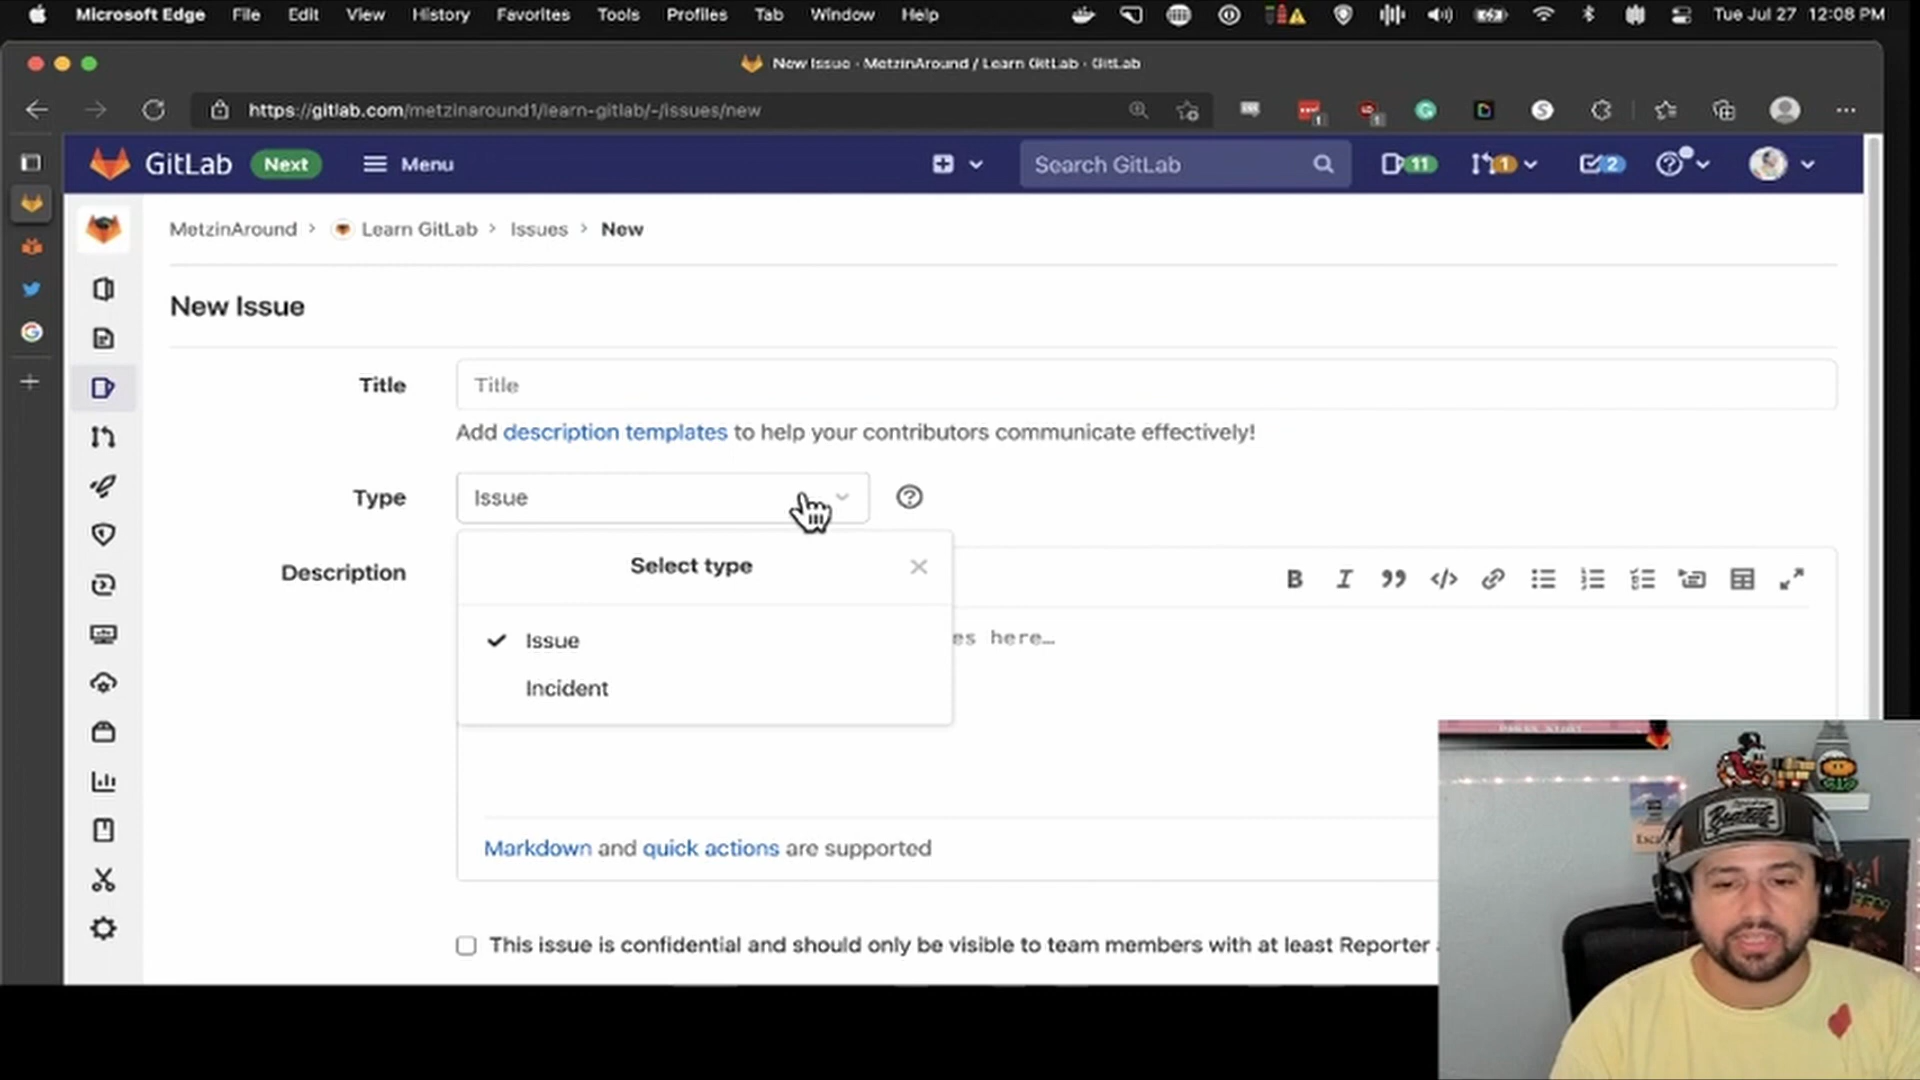 Microsoft Edge File Edit View History Favorites Tools Profiles Tab Window Help Tue Jul 27 12:08 PM
New Issue · MetzinAround / Learn GitLab · GitLab
https://gitlab.com/metzinaround1/learn-gitlab/-/issues/new
GitLab Next Menu Search GitLab 11 1 2
MetzinAround > Learn GitLab > Issues > New
New Issue
Title Title
Add description templates to help your contributors communicate effectively!
Type Issue
Select type
Description
Issue
es here…
Incident
Markdown and quick actions are supported
This issue is confidential and should only be visible to team members with at least Reporter